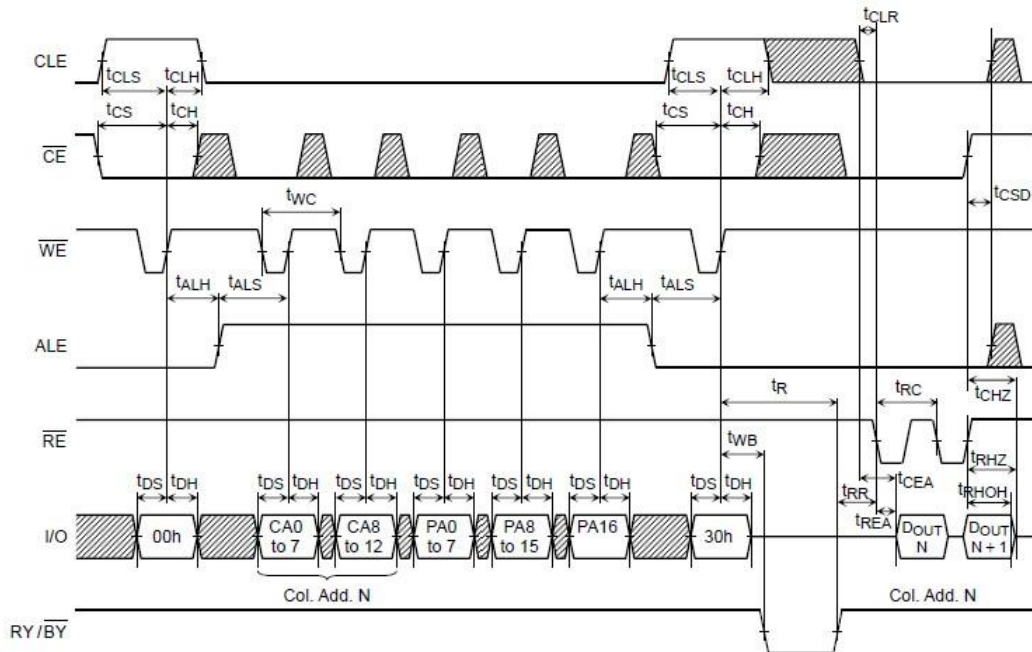 tCLR
CLE
tCLS tCLH tCLS tCLH
tCS tCH tCS tCH
CE
tCSD
tWC
WE
tALH tALS tALH tALS
ALE
tR tRC tCHZ
RE
tWB tRHZ
tDS tDH tDS tDH tDS tDH tDS tDH tDS tDH tDS tDH tDS tDH tRR tCEA tRHOH
tREA
I/O 00h CA0 to 7 CA8 to 12 PA0 to 7 PA8 to 15 PA16 30h DOUT N DOUT N + 1
Col. Add. N Col. Add. N
RY/BY